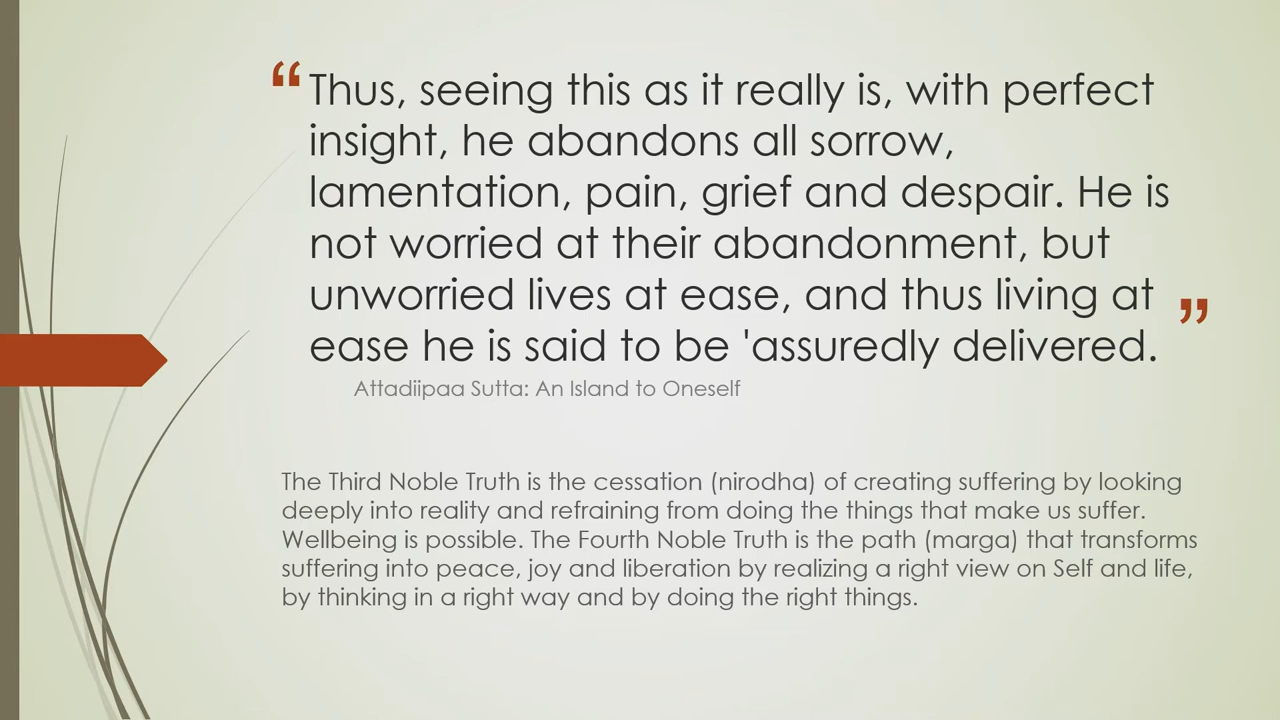 “Thus, seeing this as it really is, with perfect
insight, he abandons all sorrow,
lamentation, pain, grief and despair. He is
not worried at their abandonment, but
unworried lives at ease, and thus living at
ease he is said to be 'assuredly delivered.”
Attadiipaa Sutta: An Island to Oneself
The Third Noble Truth is the cessation (nirodha) of creating suffering by looking
deeply into reality and refraining from doing the things that make us suffer.
Wellbeing is possible. The Fourth Noble Truth is the path (marga) that transforms
suffering into peace, joy and liberation by realizing a right view on Self and life,
by thinking in a right way and by doing the right things.